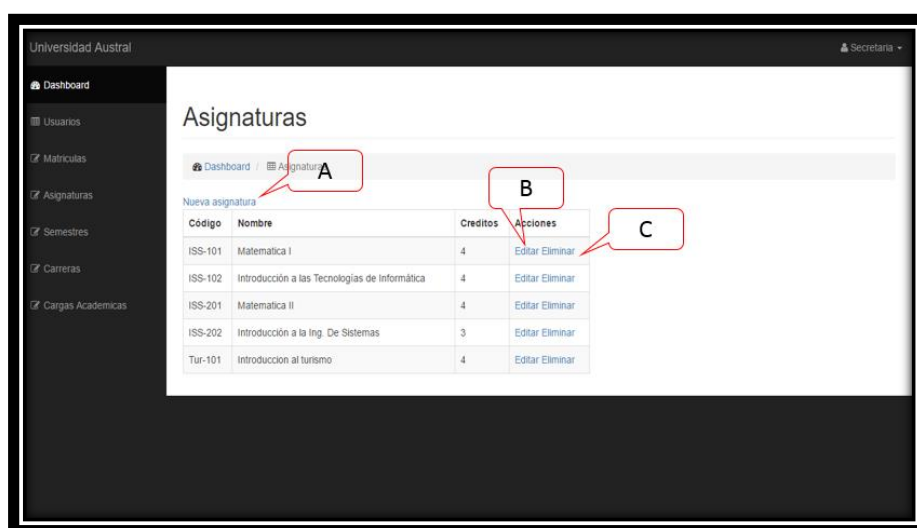 Universidad Austral
Secretaria
Dashboard
Usuarios
Matriculas
Asignaturas
Semestres
Carreras
Cargas Academicas
Asignaturas
Dashboard / Asignaturas
A
Nueva asignatura
B
C
Código Nombre Creditos Acciones
ISS-101 Matematica I 4 Editar Eliminar
ISS-102 Introducción a las Tecnologías de Informática 4 Editar Eliminar
ISS-201 Matematica II 4 Editar Eliminar
ISS-202 Introducción a la Ing. De Sistemas 3 Editar Eliminar
Tur-101 Introduccion al turismo 4 Editar Eliminar